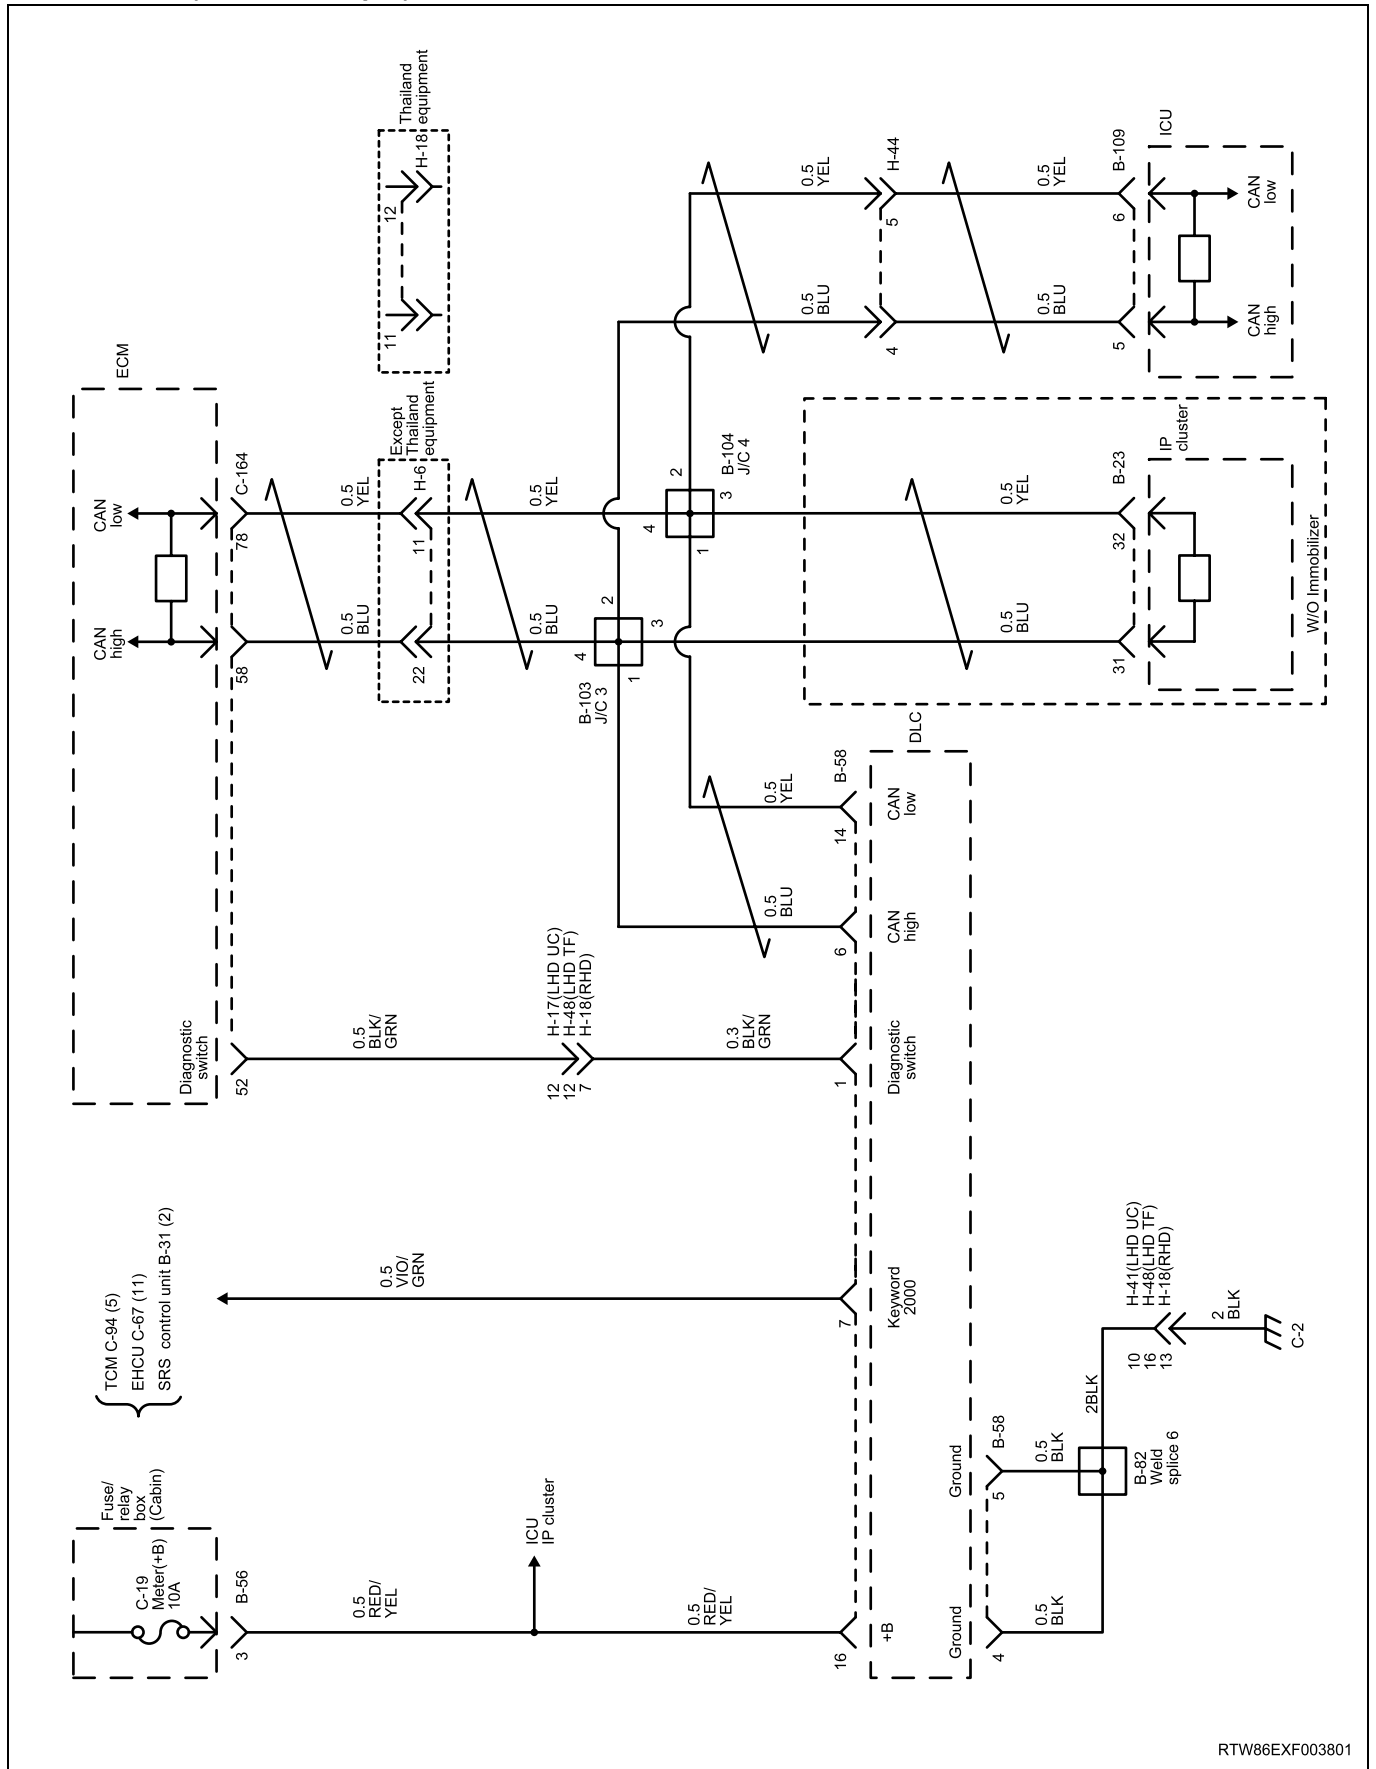 Thailand
equipment
H-18
12
11
ECM
CAN
low
CAN
high
Diagnostic
switch
C-164
78
58
52
0.5
YEL
0.5
BLU
Except
Thailand
equipment
H-6
11
22
0.5
YEL
0.5
BLU
B-103
J/C 3
4
2
3
1
B-104
J/C 4
4
2
3
1
0.5
YEL
0.5
BLU
H-44
5
4
0.5
YEL
0.5
BLU
B-109
6
5
ICU
CAN
low
CAN
high
0.5
YEL
0.5
BLU
B-23
32
31
IP
cluster
W/O Immobilizer
0.5
YEL
0.5
BLU
B-58
14
6
DLC
CAN
low
CAN
high
0.5
BLK/
GRN
H-17(LHD UC)
H-48(LHD TF)
H-18(RHD)
12
12
7
0.3
BLK/
GRN
1
Diagnostic
switch
TCM C-94 (5)
EHCU C-67 (11)
SRS control unit B-31 (2)
0.5
VIO/
GRN
7
Keyword
2000
Fuse/
relay
box
(Cabin)
C-19
Meter(+B)
10A
B-56
3
0.5
RED/
YEL
ICU
IP cluster
0.5
RED/
YEL
16
+B
Ground
Ground
B-58
5
4
0.5
BLK
0.5
BLK
B-82
Weld
splice 6
2BLK
H-41(LHD UC)
H-48(LHD TF)
H-18(RHD)
10
16
13
2
BLK
C-2
RTW86EXF003801